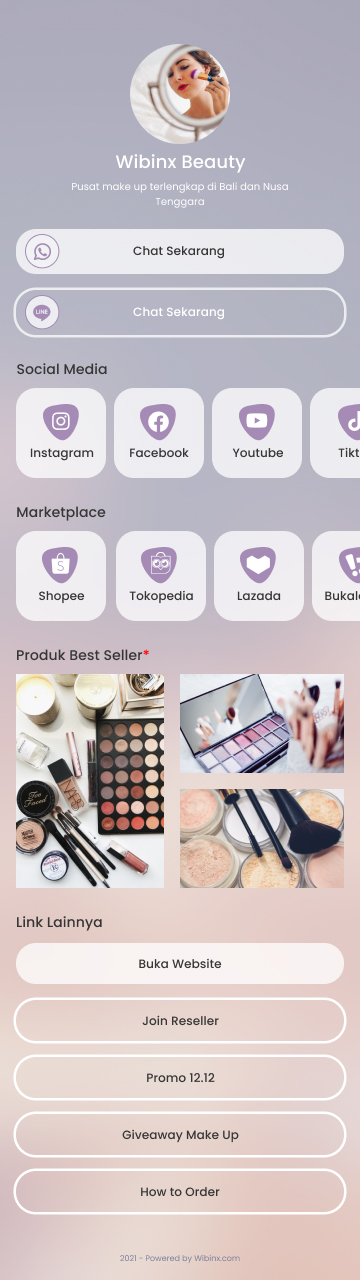 Wibinx Beauty
Pusat make up terlengkap di Bali dan Nusa
Tenggara
Chat Sekarang
LINE
Chat Sekarang
Social Media
Instagram
Facebook
Youtube
Tikt
Marketplace
S
Shopee
Tokopedia
Lazada
Bukala
Produk Best Seller*
Too Faced
NARS
Link Lainnya
Buka Website
Join Reseller
Promo 12.12
Giveaway Make Up
How to Order
2021 - Powered by Wibinx.com